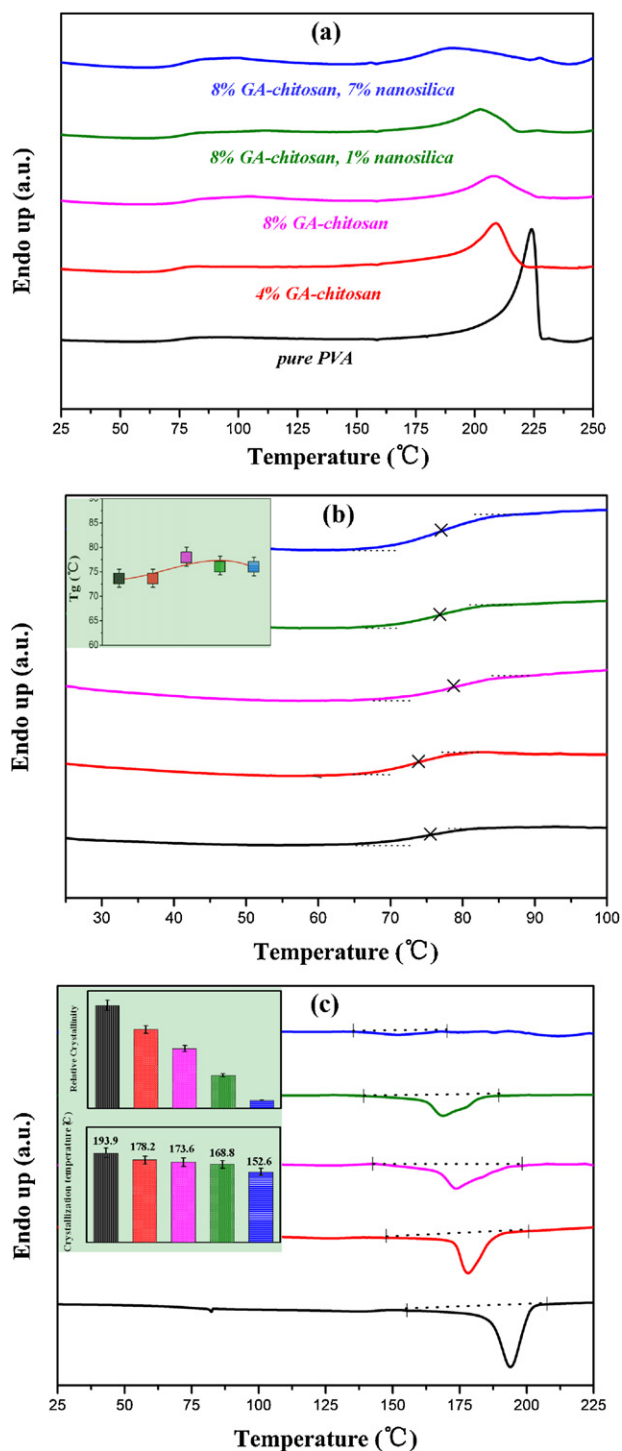 (a)
8% GA-chitosan, 7% nanosilica
8% GA-chitosan, 1% nanosilica
8% GA-chitosan
4% GA-chitosan
pure PVA
Endo up (a.u.)
25 50 75 100 125 150 175 200 225 250
Temperature (℃)
(b)
90
85
80
75
70
65
60
Tg (℃)
Endo up (a.u.)
30 40 50 60 70 80 90 100
Temperature (℃)
(c)
Relative Crystallinity
Crystallization temperature
193.9 178.2 173.6 168.8 152.6
Endo up (a.u.)
25 50 75 100 125 150 175 200 225
Temperature (℃)